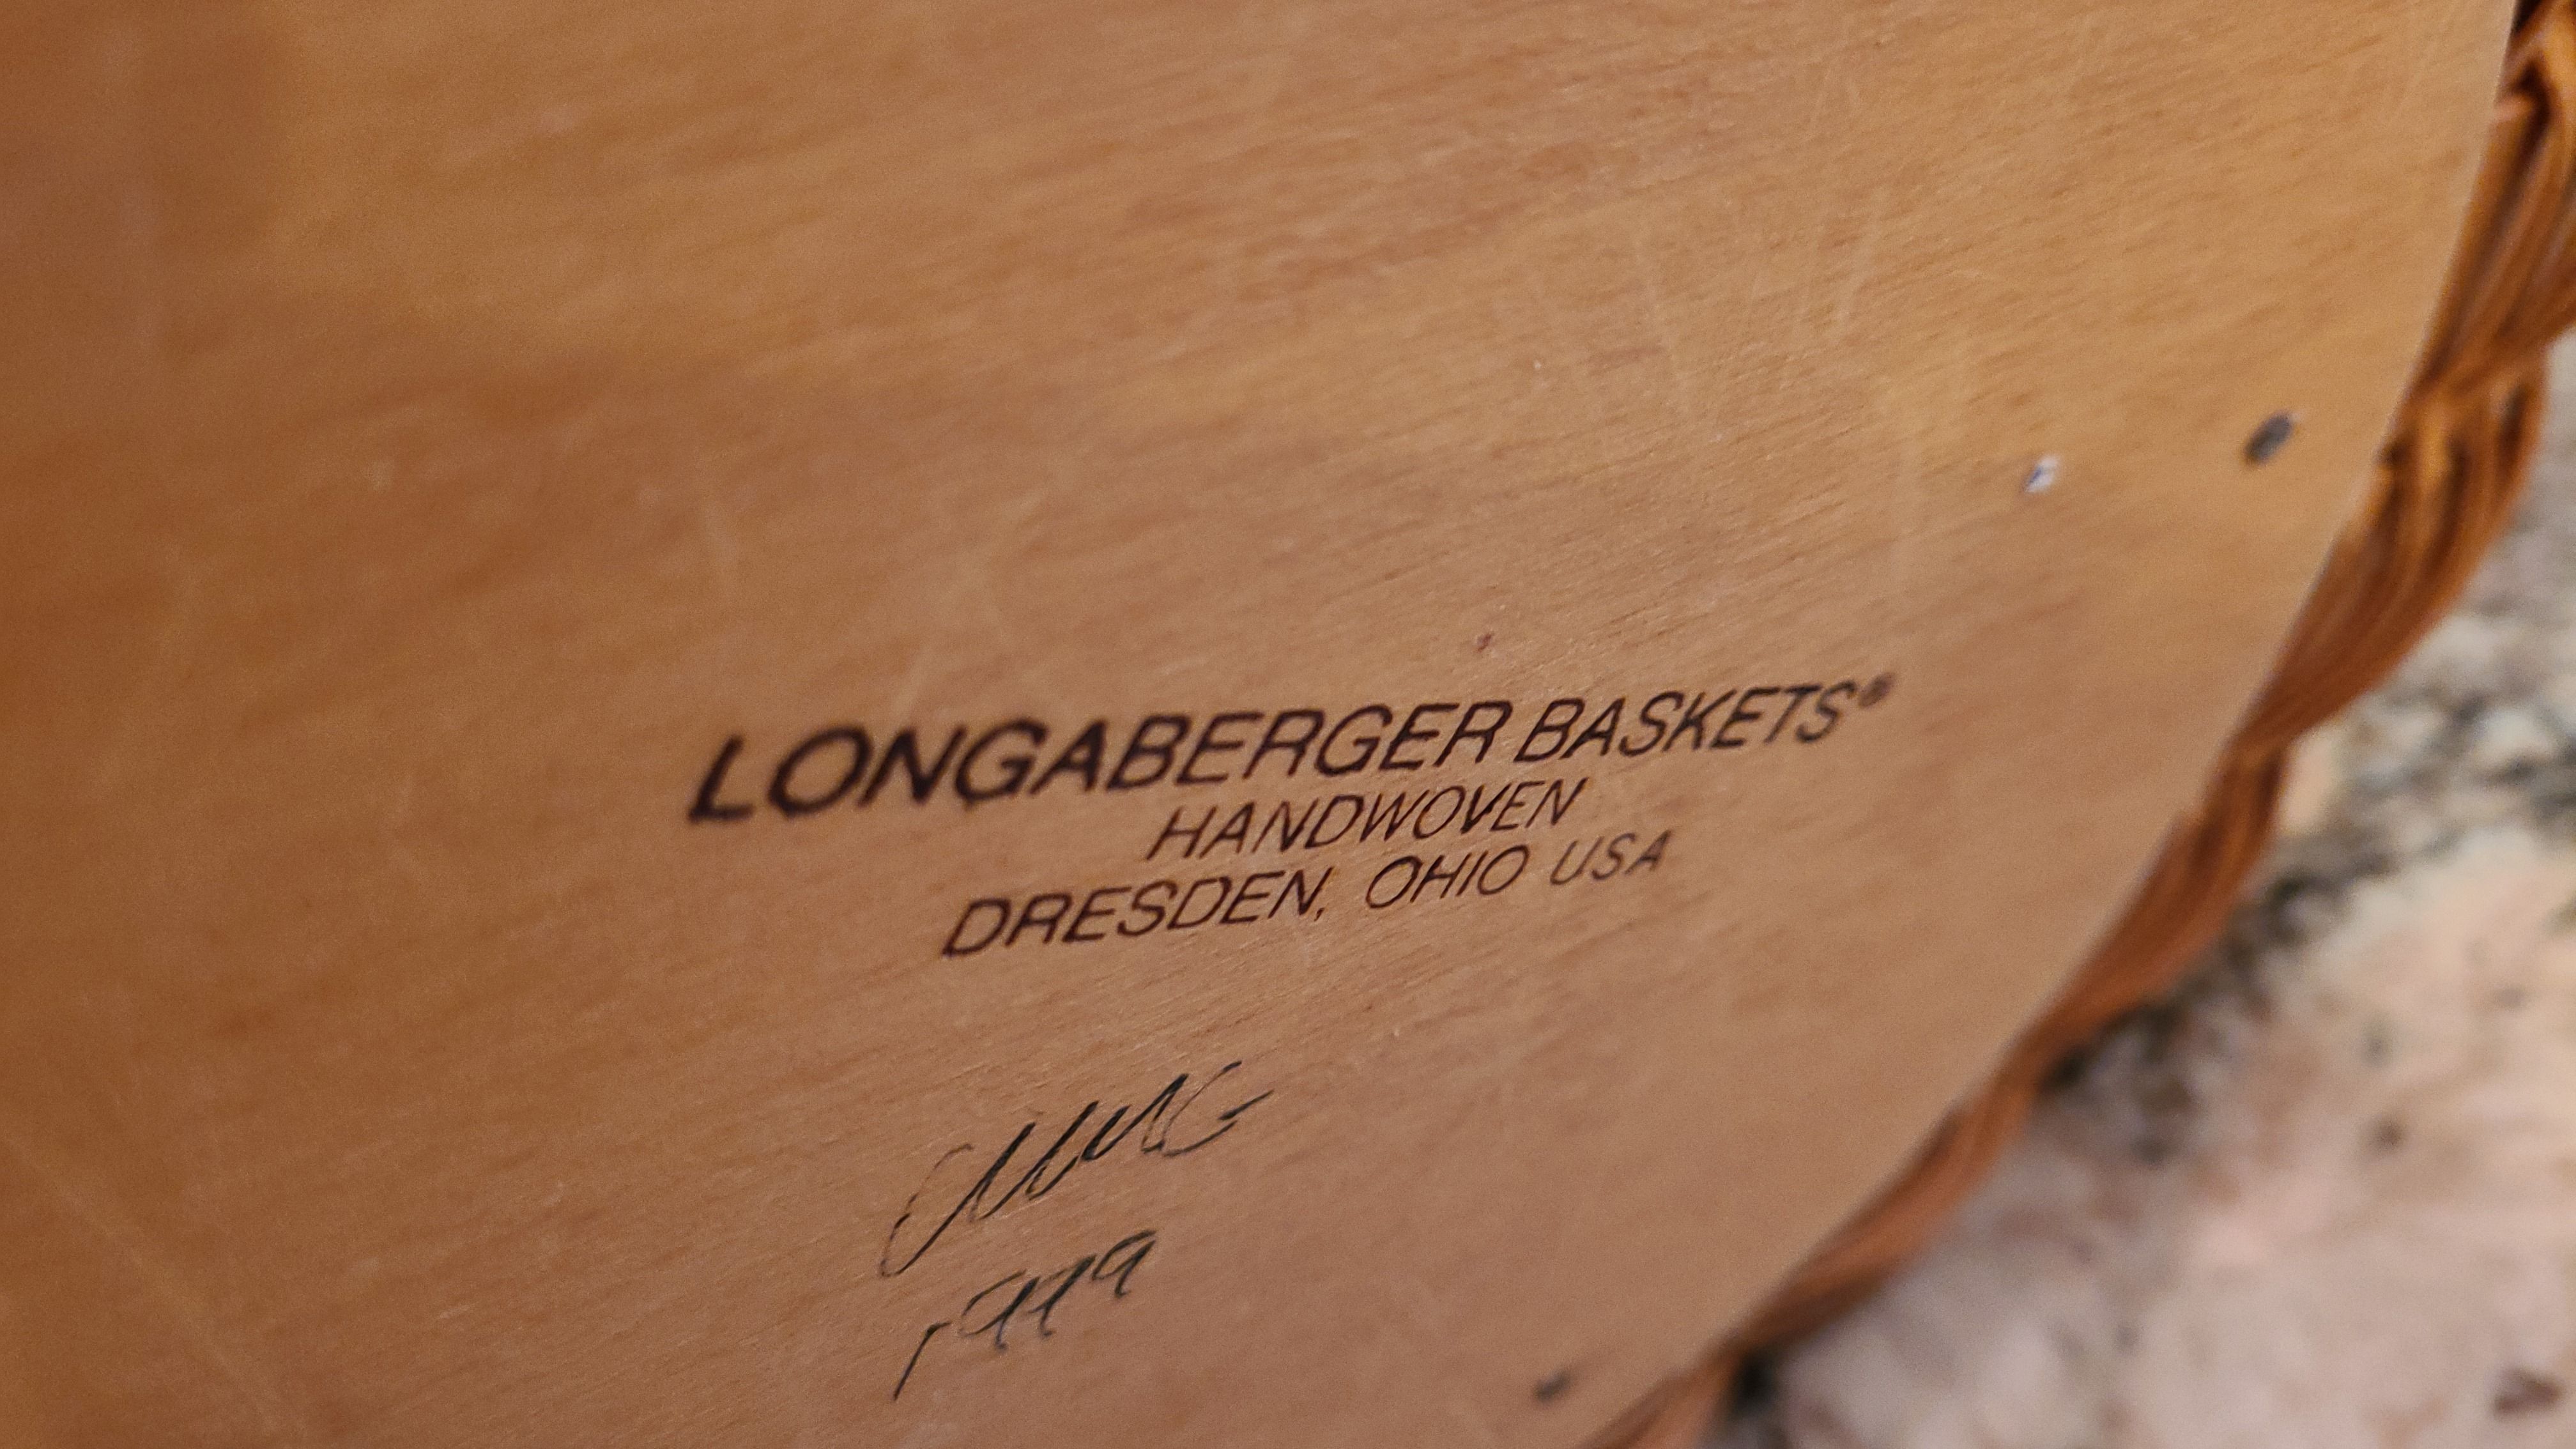 LONGABERGER BASKETS®
HANDWOVEN
DRESDEN, OHIO USA
1999